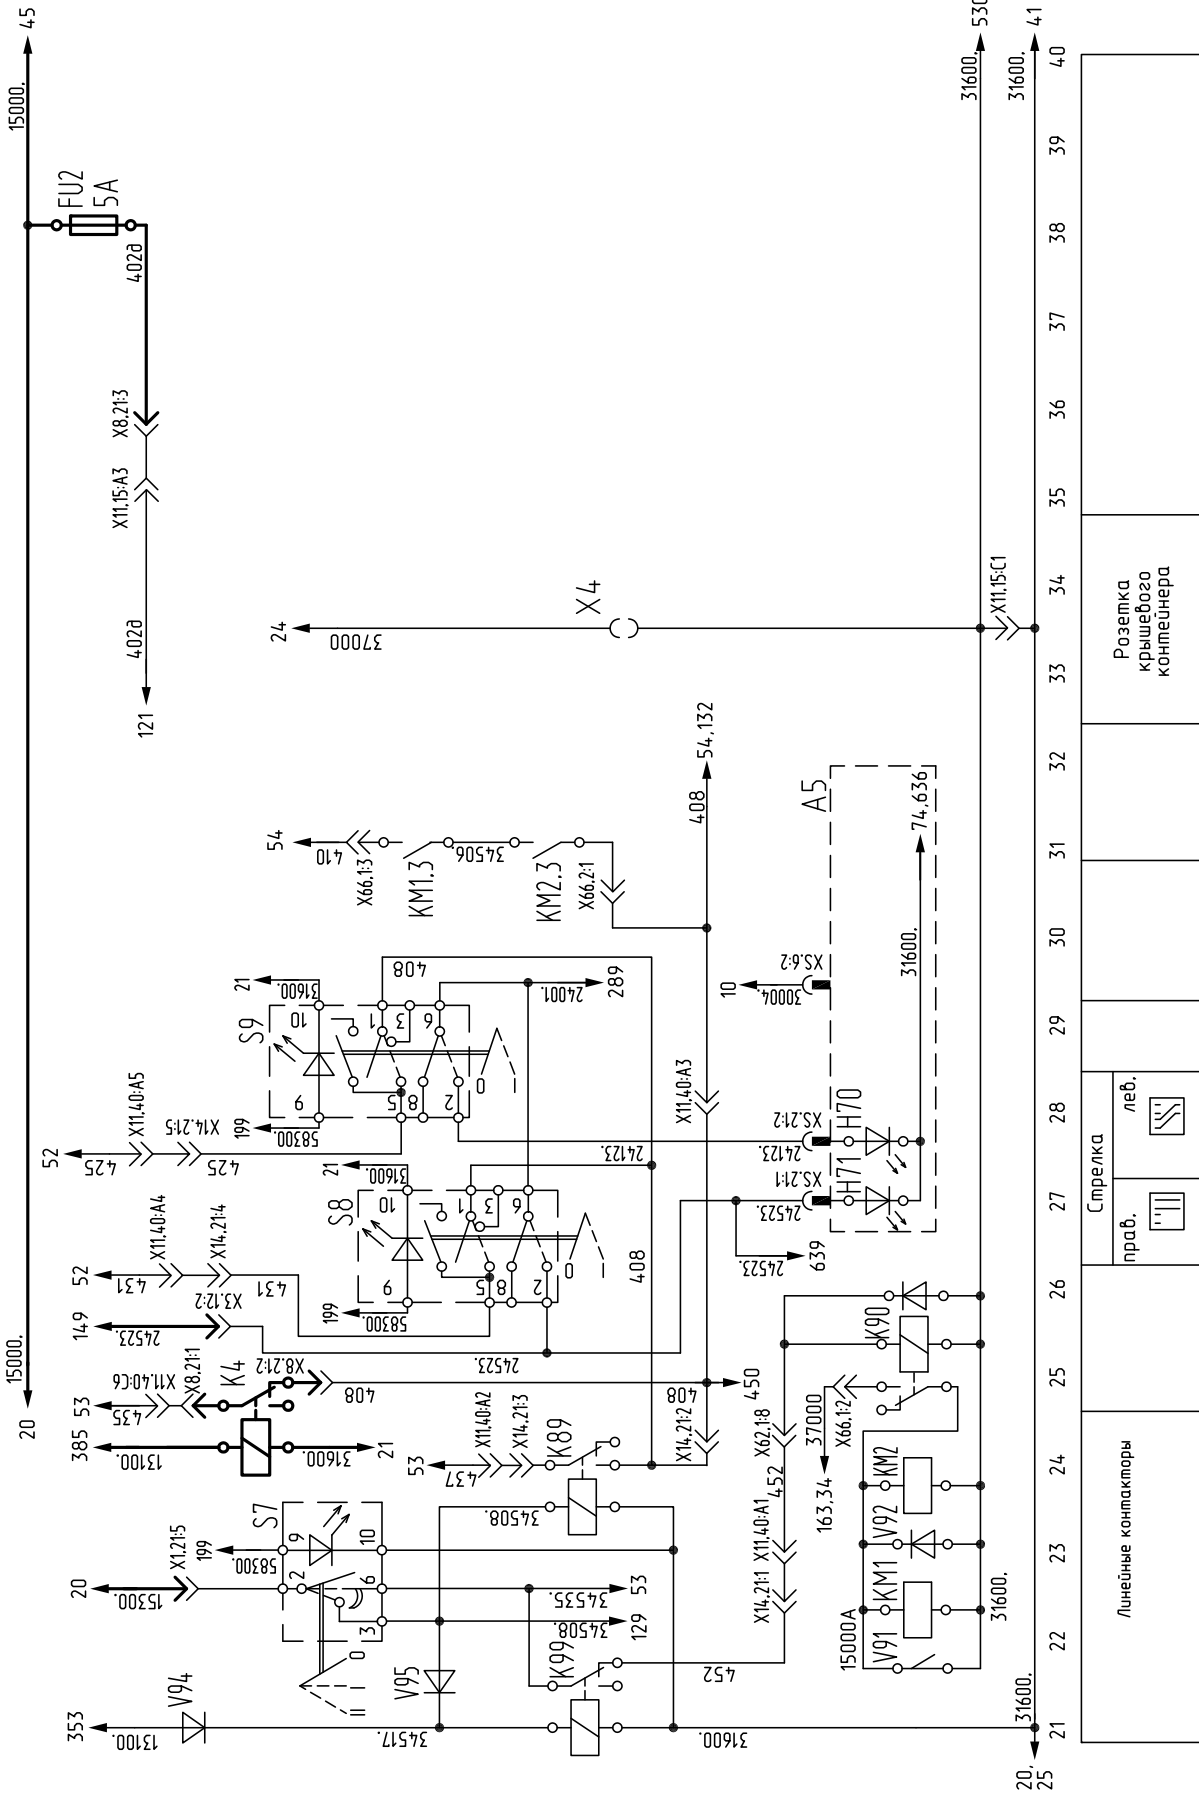 20
15000.
15000.
45
FU2
5A
402д
X8.21:3
X11.15:A3
402д
121
353
13100.
V94
34517.
20
15300.
X1.21:5
199
58300.
S7
9
2
10
6
3
0
I
II
V95
34508.
129
34535.
53
K99
452
31600.
385
13100.
31600.
21
53
435
X11.40:C6
X8.21:1
K4
X8.21:2
408
53
437
X11.40:A2
X14.21:3
K89
34508.
149
24523.
X3.12:2
24523.
52
431
X11.40:A4
X14.21:4
431
199
58300.
21
31600.
S8
9
10
5
8
2
1
3
6
0
I
52
425
X11.40:A5
X14.21:5
425
199
58300.
21
31600.
S9
9
10
5
8
2
1
3
6
0
I
408
24001.
289
24123.
408
408
450
X14.21:2
X11.40:A3
408
54,132
54
410
X66.1:3
KM1.3
34506.
KM2.3
X66.2:1
24
37000
X4
X11.15:C1
31600.
530
31600.
41
10
30004.
XS.6:2
A5
74,636
31600.
XS.21:2
24123.
H70
XS.21:1
24523.
H71
24523.
639
X14.21:1
X11.40:A1
452
X62.1:8
K90
37000
X66.1:2
163,34
15000A
V91
KM1
V92
KM2
31600.
31600.
20,
25
21
22
23
24
25
26
27
28
29
30
31
32
33
34
35
36
37
38
39
40
Линейные контакторы
Стрелка
прав.
лев.
Розетка
крышевого
контейнера